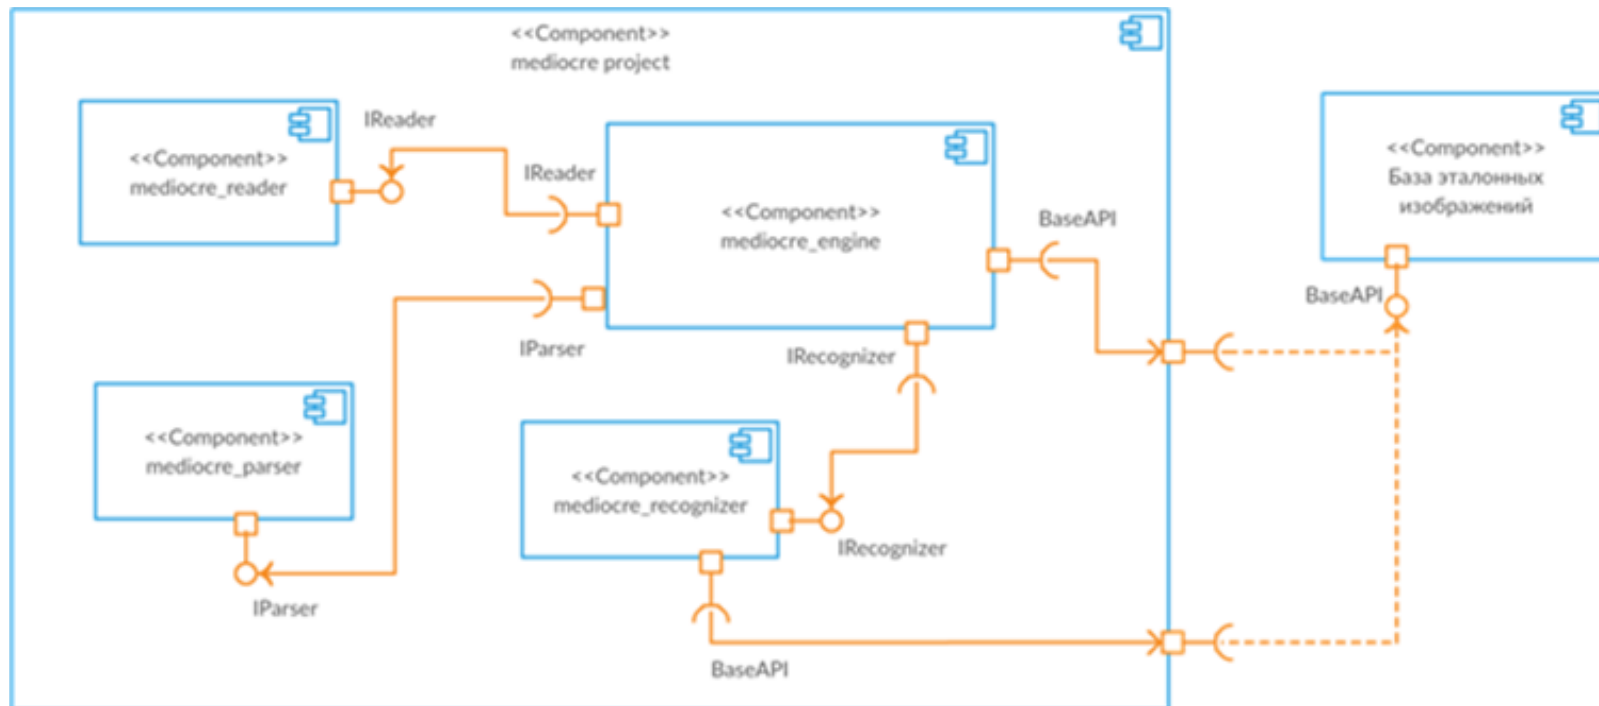 <<Component>>
mediocre project
IReader
<<Component>>
mediocre_reader
IReader
<<Component>>
mediocre_engine
BaseAPI
<<Component>>
База эталонных
изображений
BaseAPI
IParser
IRecognizer
<<Component>>
mediocre_parser
<<Component>>
mediocre_recognizer
IRecognizer
IParser
BaseAPI